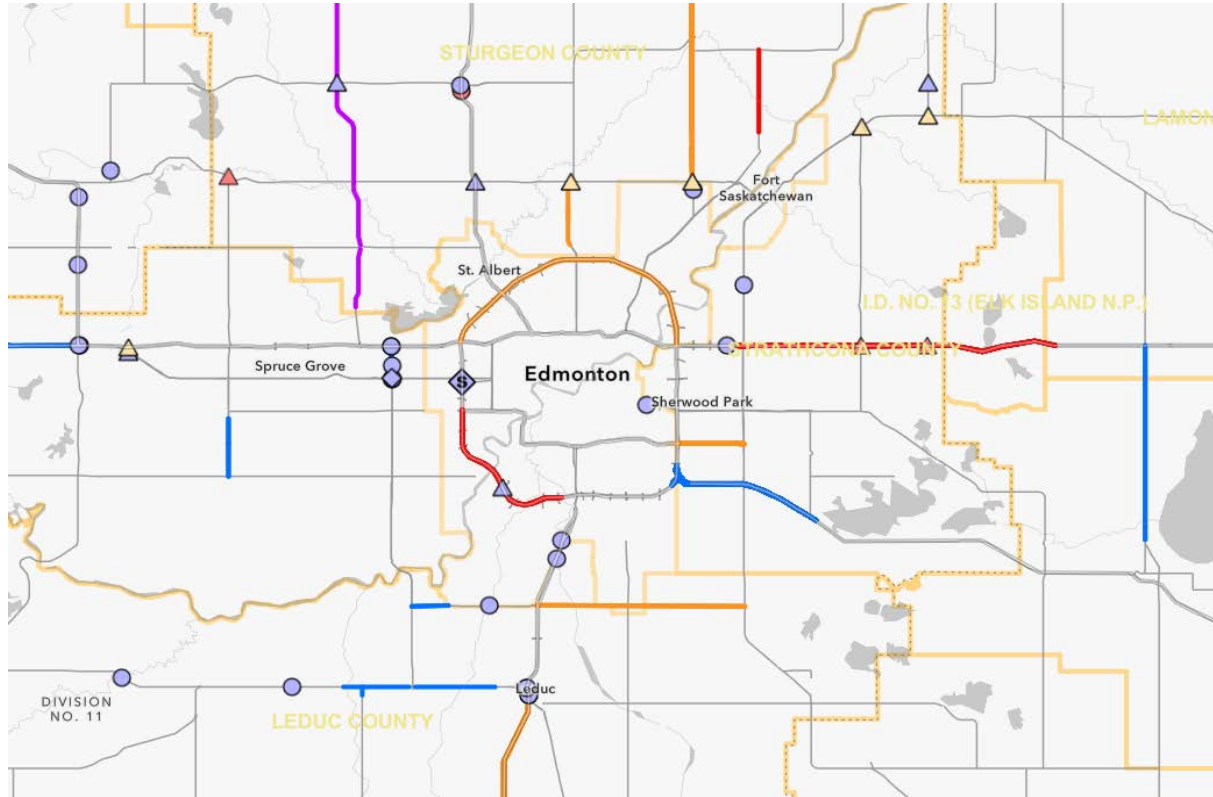 STURGEON COUNTY
LAMON
Fort
Saskatchewan
St. Albert
I.D. NO. 13 (ELK ISLAND N.P.)
STRATHCONA COUNTY
Spruce Grove
S
Edmonton
Sherwood Park
Leduc
DIVISION
NO. 11
LEDUC COUNTY